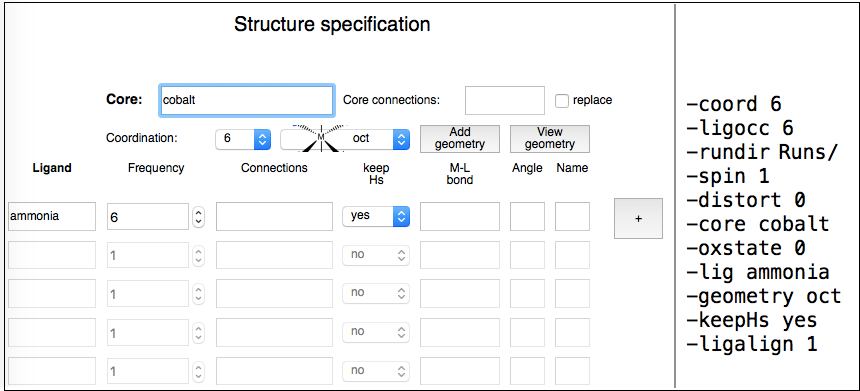 Structure specification
Core: cobalt Core connections: replace
Coordination: 6 M oct Add geometry View geometry
Ligand Frequency Connections keep Hs M-L bond Angle Name
ammonia 6 yes +
1 no
1 no
1 no
1 no
-coord 6
-ligocc 6
-rundir Runs/
-spin 1
-distort 0
-core cobalt
-oxstate 0
-lig ammonia
-geometry oct
-keepHs yes
-ligalign 1